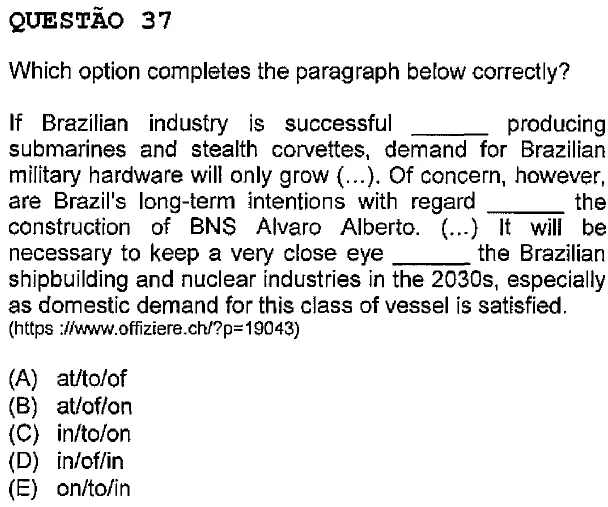 QUESTÃO 37
Which option completes the paragraph below correctly?
If Brazilian industry is successful ______ producing
submarines and stealth corvettes, demand for Brazilian
military hardware will only grow (...). Of concern, however,
are Brazil's long-term intentions with regard ______ the
construction of BNS Alvaro Alberto. (...) It will be
necessary to keep a very close eye ______ the Brazilian
shipbuilding and nuclear industries in the 2030s, especially
as domestic demand for this class of vessel is satisfied.
(https ://www.offiziere.ch/?p=19043)
(A) at/to/of
(B) at/of/on
(C) in/to/on
(D) in/of/in
(E) on/to/in